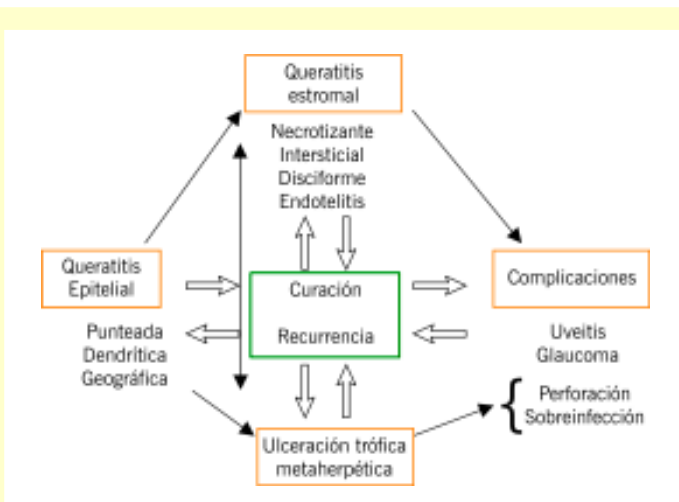 Queratitis
estromal
Necrotizante
Intersticial
Disciforme
Endotelitis
Queratitis
Epitelial
Punteada
Dendrítica
Geográfica
Curación
Recurrencia
Complicaciones
Uveitis
Glaucoma
Perforación
Sobreinfección
Ulceración trófica
metaherpética